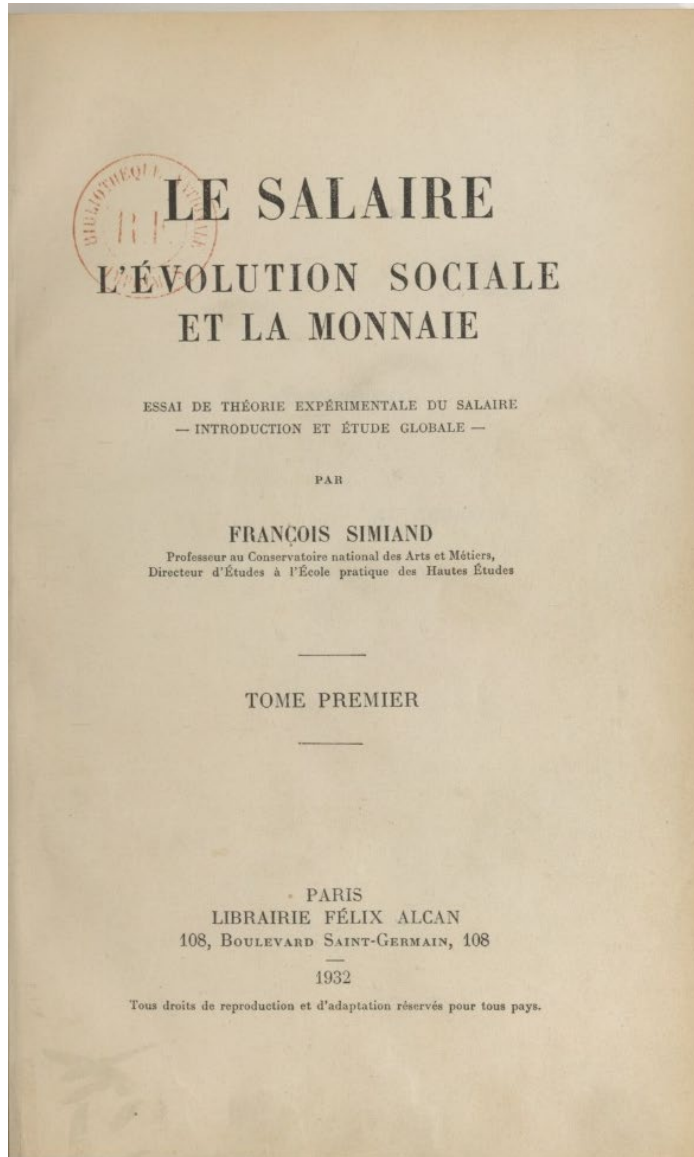 LE SALAIRE
L'ÉVOLUTION SOCIALE
ET LA MONNAIE
ESSAI DE THÉORIE EXPÉRIMENTALE DU SALAIRE
— INTRODUCTION ET ÉTUDE GLOBALE —
PAR
FRANÇOIS SIMIAND
Professeur au Conservatoire national des Arts et Métiers,
Directeur d'Études à l'École pratique des Hautes Études
TOME PREMIER
PARIS
LIBRAIRIE FÉLIX ALCAN
108, BOULEVARD SAINT-GERMAIN, 108
1932
Tous droits de reproduction et d'adaptation réservés pour tous pays.